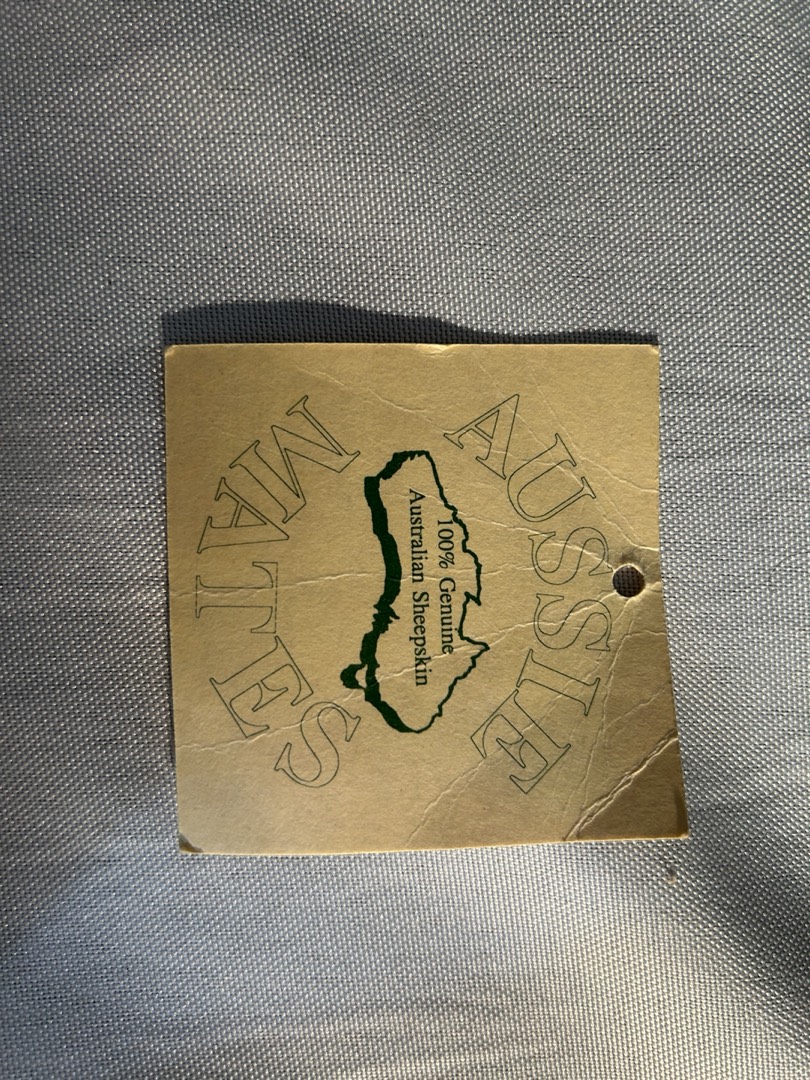 AUSSIE
100% Genuine
Australian Sheepskin
MATES